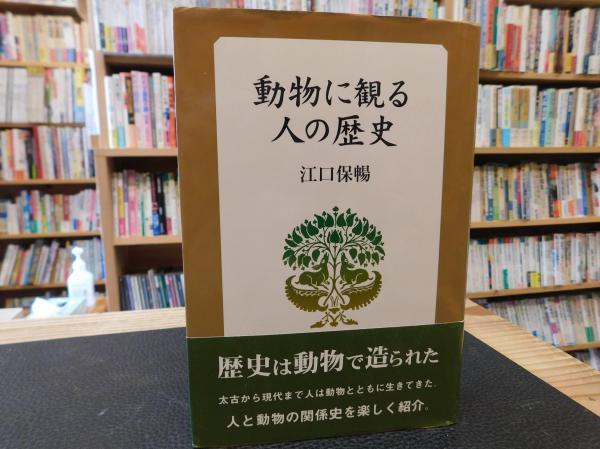 動物に観る
人の歴史
江口保暢
歴史は動物で造られた
太古から現代まで人は動物とともに生きてきた。
人と動物の関係史を楽しく紹介。